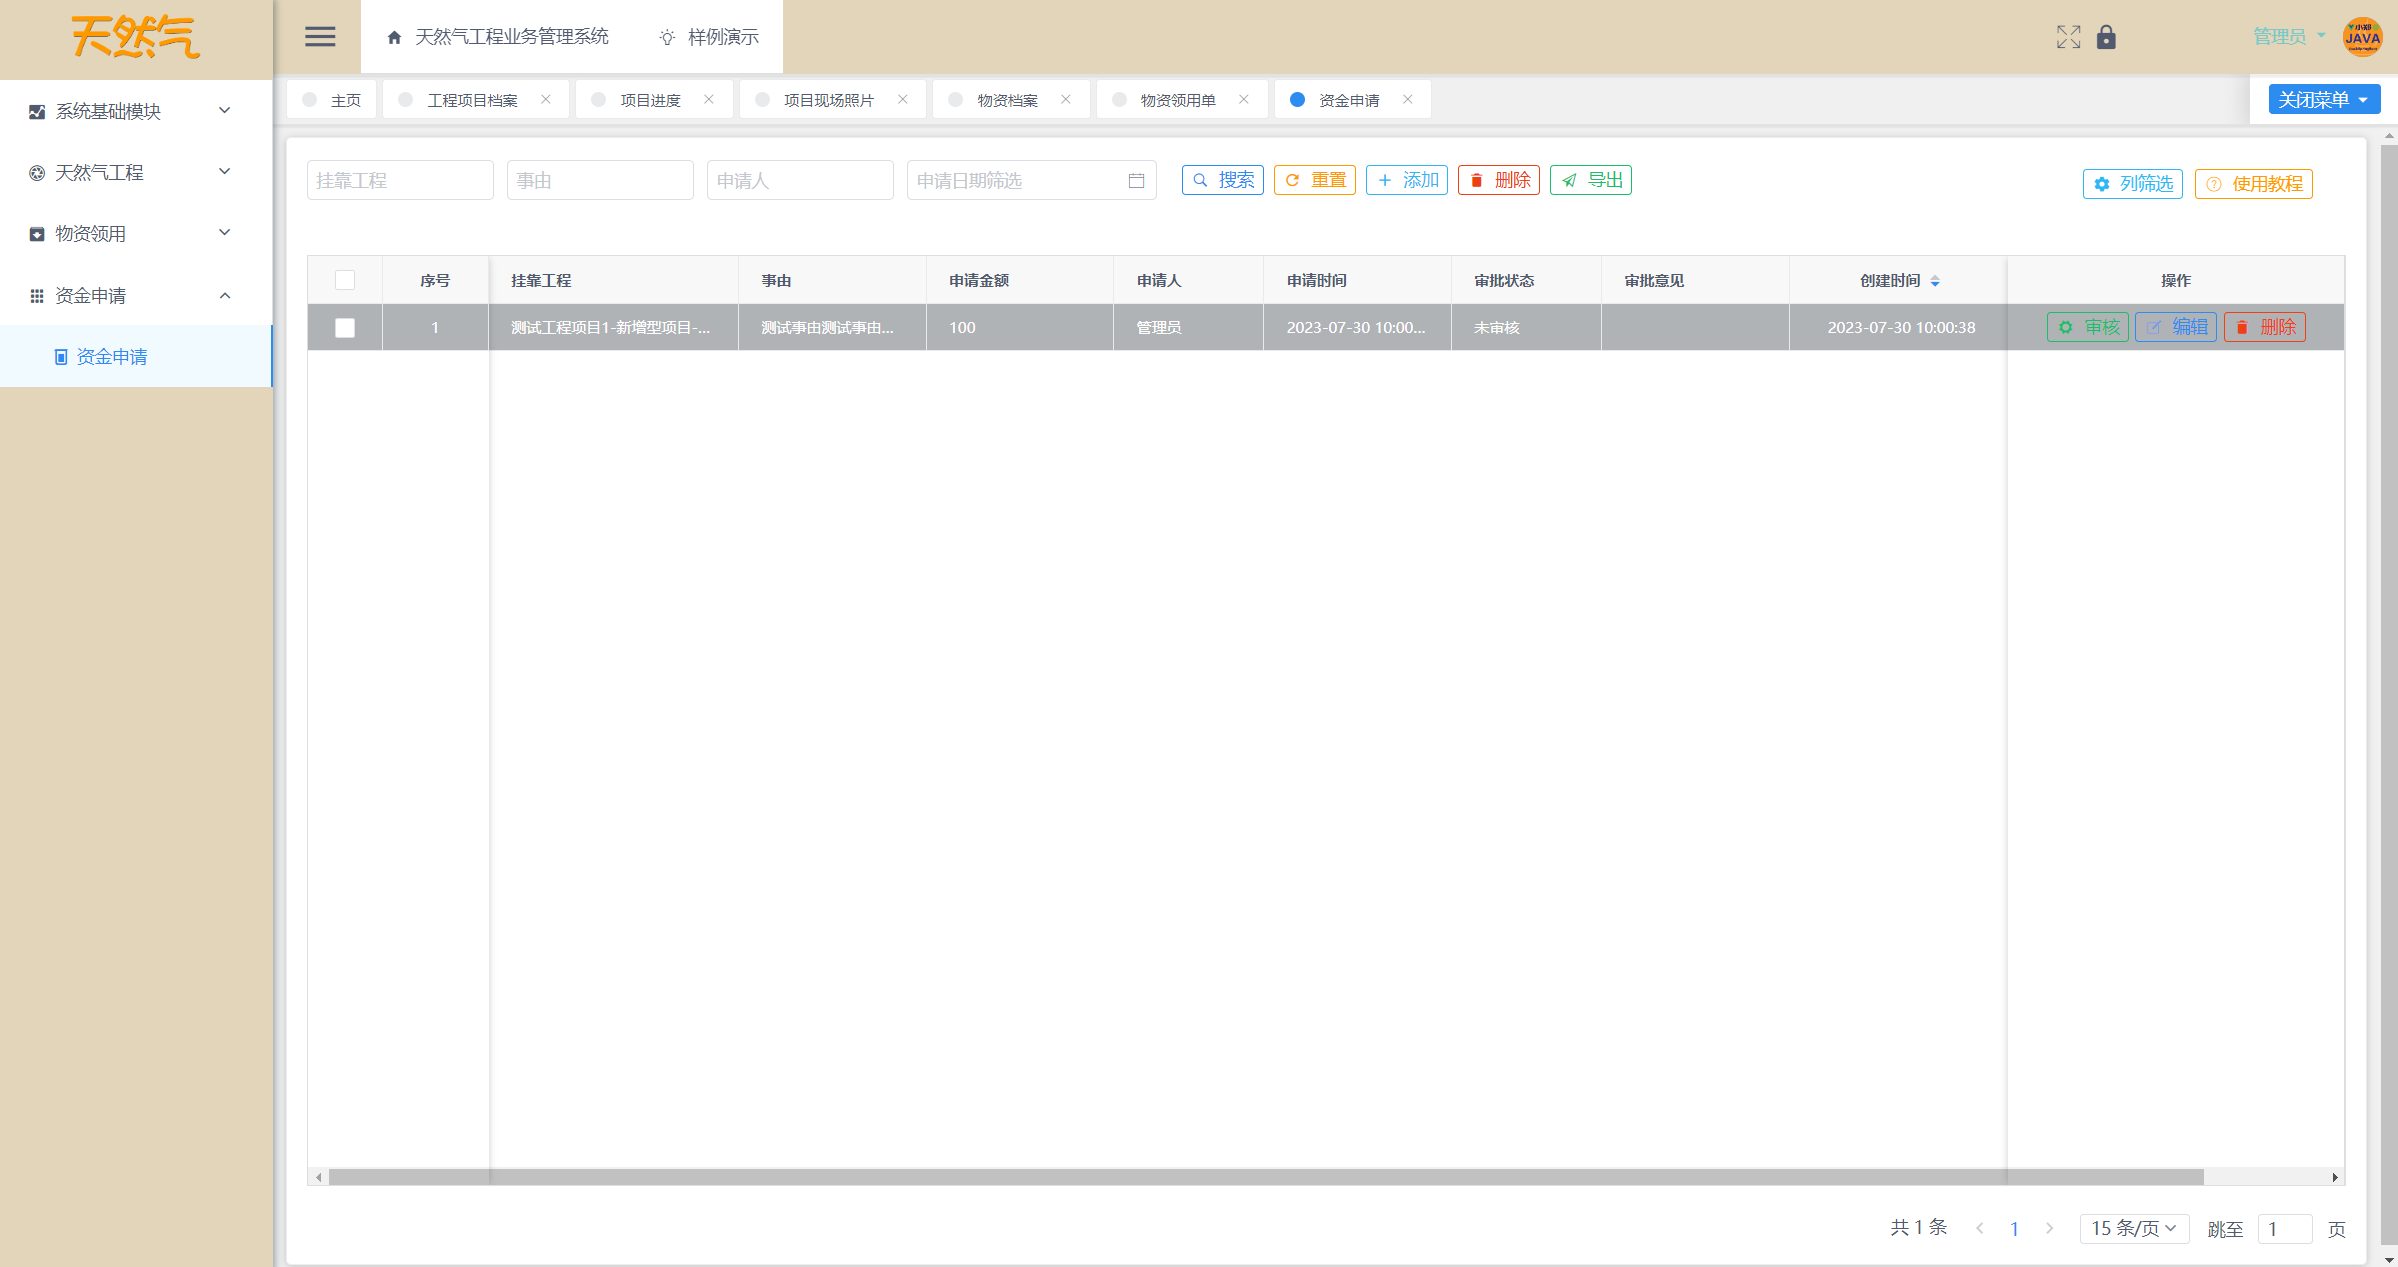 天然气
天然气工程业务管理系统
样例演示
管理员
小郑
JAVA
系统基础模块
天然气工程
物资领用
资金申请
资金申请
主页
工程项目档案
项目进度
项目现场照片
物资档案
物资领用单
资金申请
关闭菜单
挂靠工程
事由
申请人
申请日期筛选
搜索
重置
添加
删除
导出
列筛选
使用教程
序号 挂靠工程 事由 申请金额 申请人 申请时间 审批状态 审批意见 创建时间 操作
1 测试工程项目1-新增型项目-... 测试事由测试事由... 100 管理员 2023-07-30 10:00... 未审核 2023-07-30 10:00:38 审核 编辑 删除
共 1 条 1 15 条/页 跳至 1 页